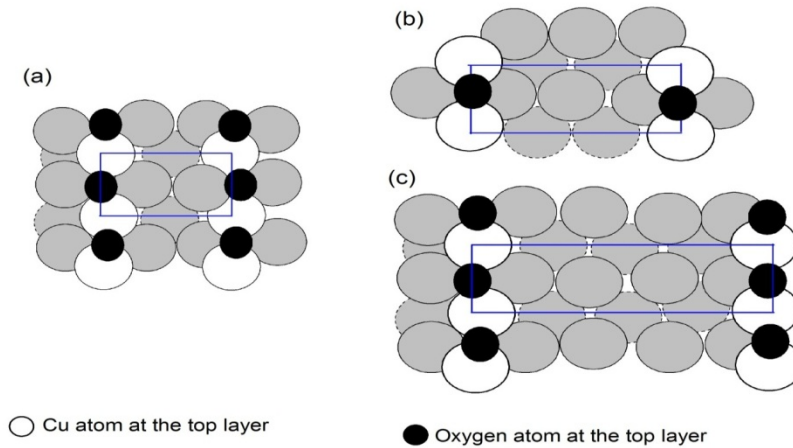 (a)
(b)
(c)
Cu atom at the top layer
Oxygen atom at the top layer